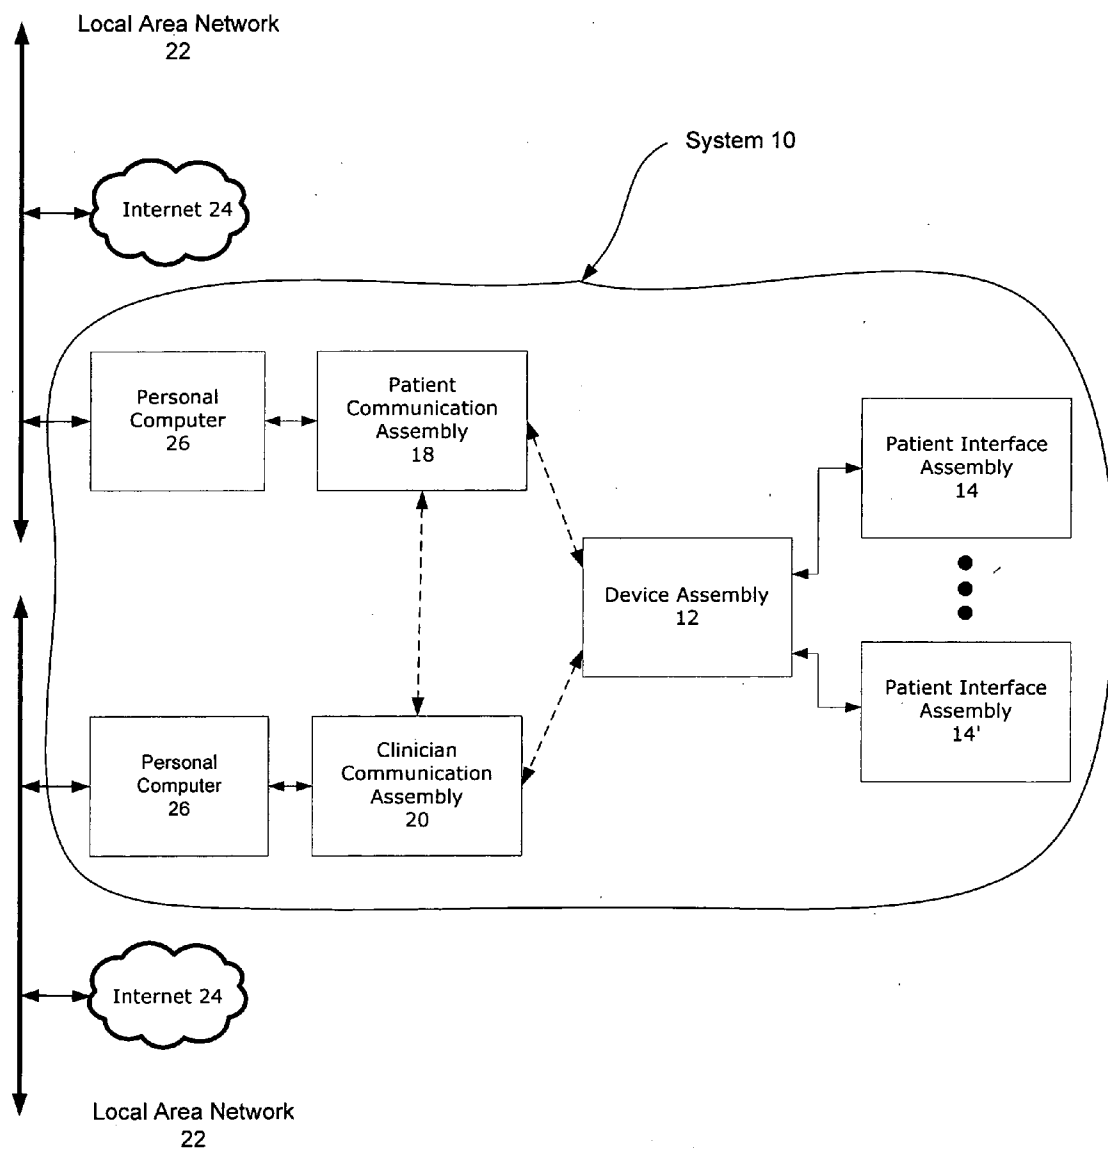 Local Area Network
22
System 10
Internet 24
Personal
Computer
26
Patient
Communication
Assembly
18
Patient Interface
Assembly
14
Device Assembly
12
Patient Interface
Assembly
14'
Personal
Computer
26
Clinician
Communication
Assembly
20
Internet 24
Local Area Network
22